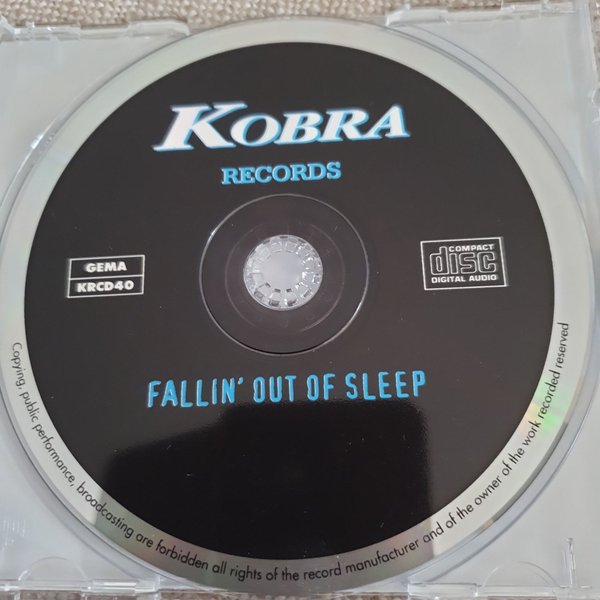 KOBRA
RECORDS
GEMA
KRCD40
COMPACT
disc
DIGITAL AUDIO
FALLIN' OUT OF SLEEP
Copying, public performance, broadcasting are forbidden all rights of the record manufacturer and of the owner of the work recorded reserved